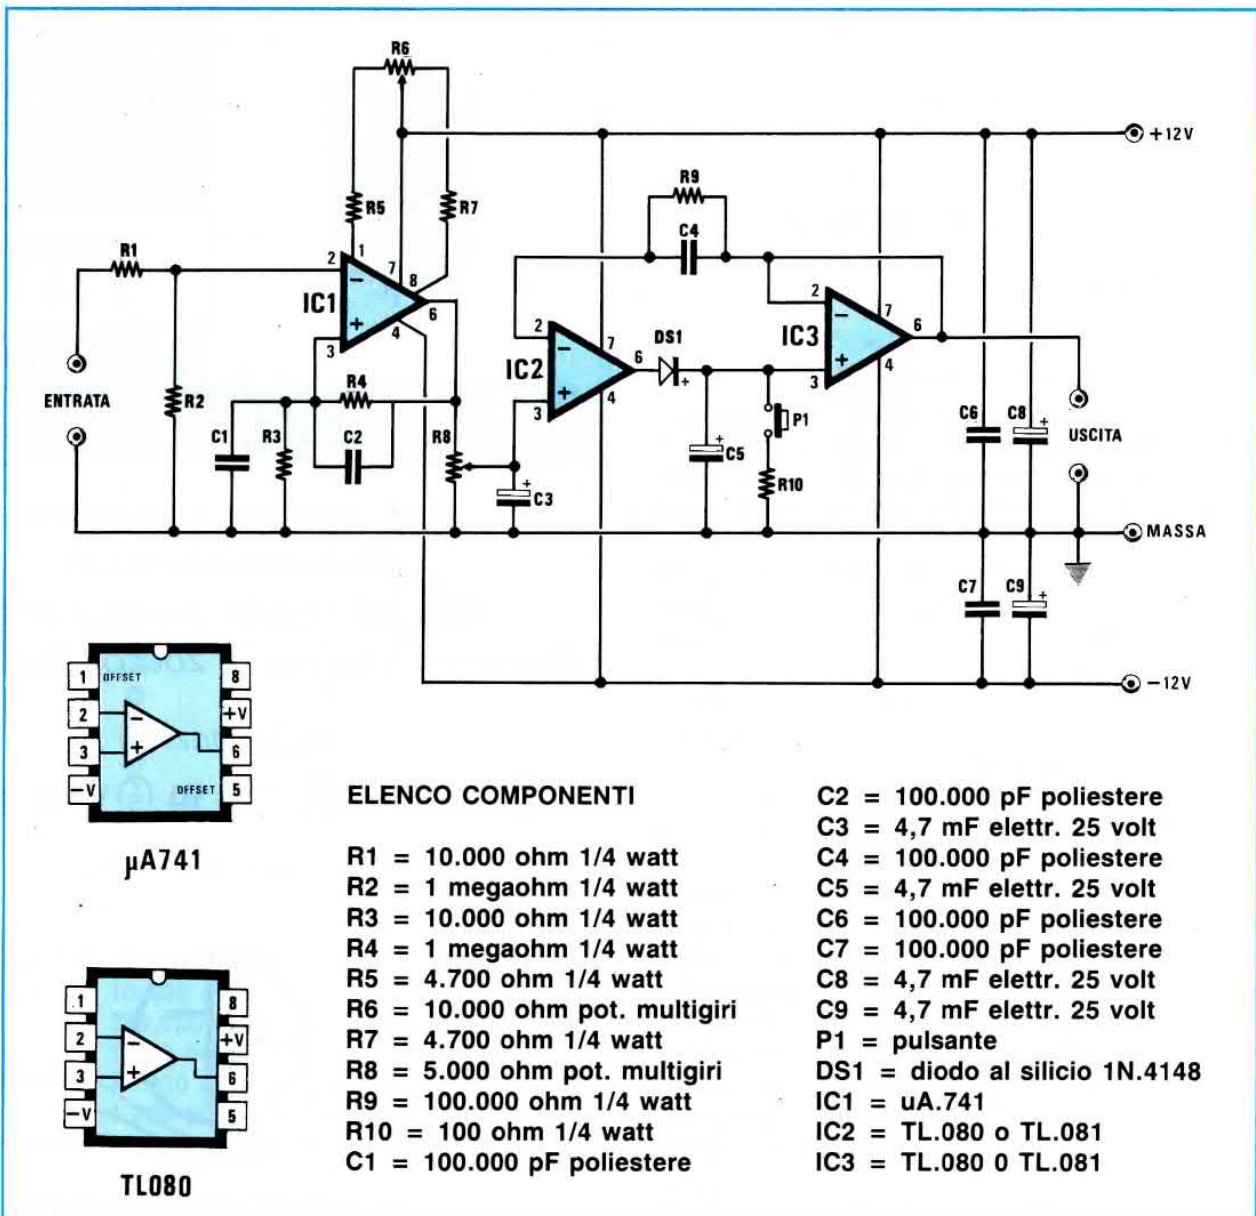 R6
+12V
R5
R7
R9
C4
R1
2
1
7
8
IC1
6
4
3
2
7
6
IC3
3
4
DS1
2
7
6
IC2
3
4
ENTRATA
R2
C1
R3
R4
C2
R8
C3
+
+
+
C5
P1
R10
C6
C8
+
USCITA
MASSA
C7
C9
+
-12V
1 OFFSET 8
2 - +V
3 + 6
-V OFFSET 5
µA741
1 8
2 - +V
3 + 6
-V 5
TL080
ELENCO COMPONENTI
R1 = 10.000 ohm 1/4 watt
R2 = 1 megaohm 1/4 watt
R3 = 10.000 ohm 1/4 watt
R4 = 1 megaohm 1/4 watt
R5 = 4.700 ohm 1/4 watt
R6 = 10.000 ohm pot. multigiri
R7 = 4.700 ohm 1/4 watt
R8 = 5.000 ohm pot. multigiri
R9 = 100.000 ohm 1/4 watt
R10 = 100 ohm 1/4 watt
C1 = 100.000 pF poliestere
C2 = 100.000 pF poliestere
C3 = 4,7 mF elettr. 25 volt
C4 = 100.000 pF poliestere
C5 = 4,7 mF elettr. 25 volt
C6 = 100.000 pF poliestere
C7 = 100.000 pF poliestere
C8 = 4,7 mF elettr. 25 volt
C9 = 4,7 mF elettr. 25 volt
P1 = pulsante
DS1 = diodo al silicio 1N.4148
IC1 = uA.741
IC2 = TL.080 o TL.081
IC3 = TL.080 0 TL.081